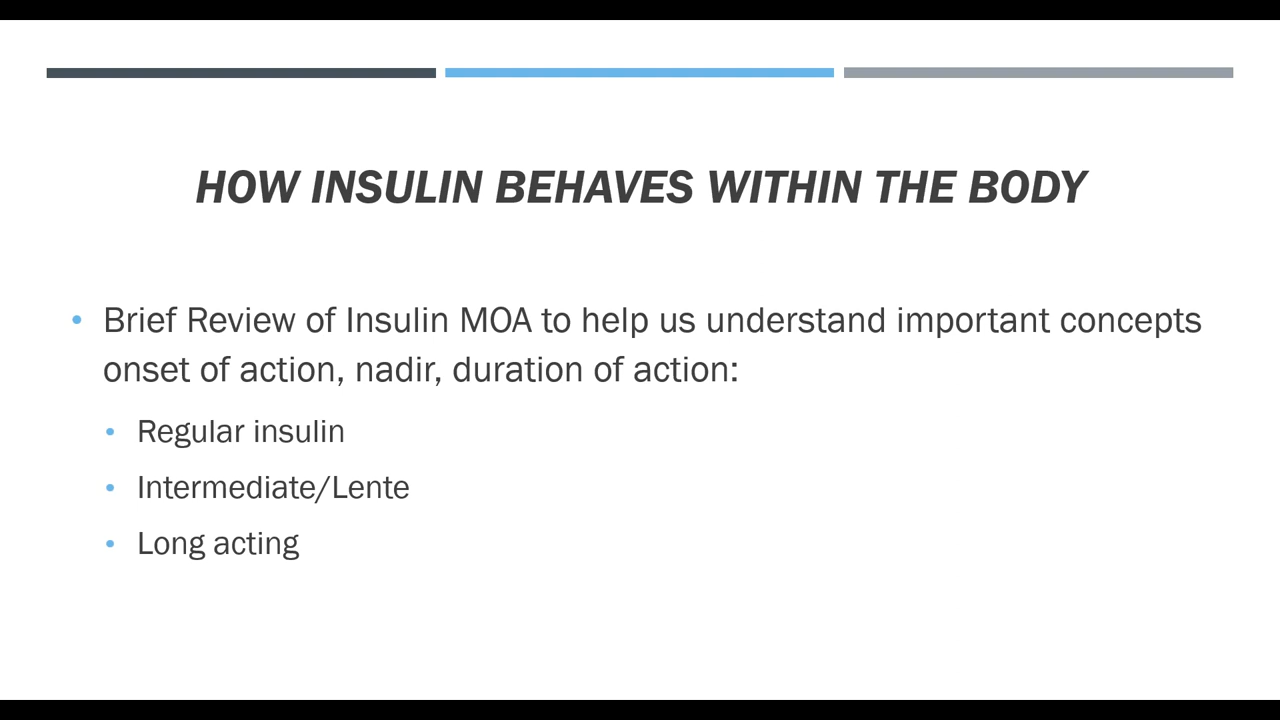 HOW INSULIN BEHAVES WITHIN THE BODY
• Brief Review of Insulin MOA to help us understand important concepts
onset of action, nadir, duration of action:
• Regular insulin
• Intermediate/Lente
• Long acting